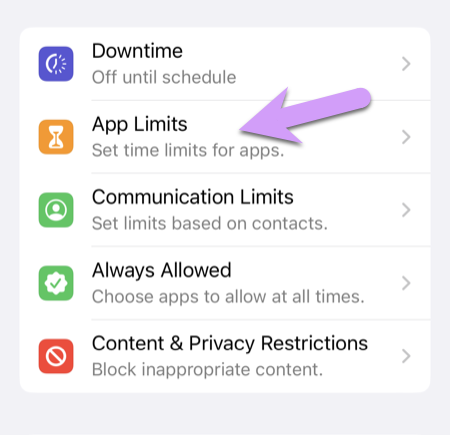 Downtime
Off until schedule
App Limits
Set time limits for apps.
Communication Limits
Set limits based on contacts.
Always Allowed
Choose apps to allow at all times.
Content & Privacy Restrictions
Block inappropriate content.